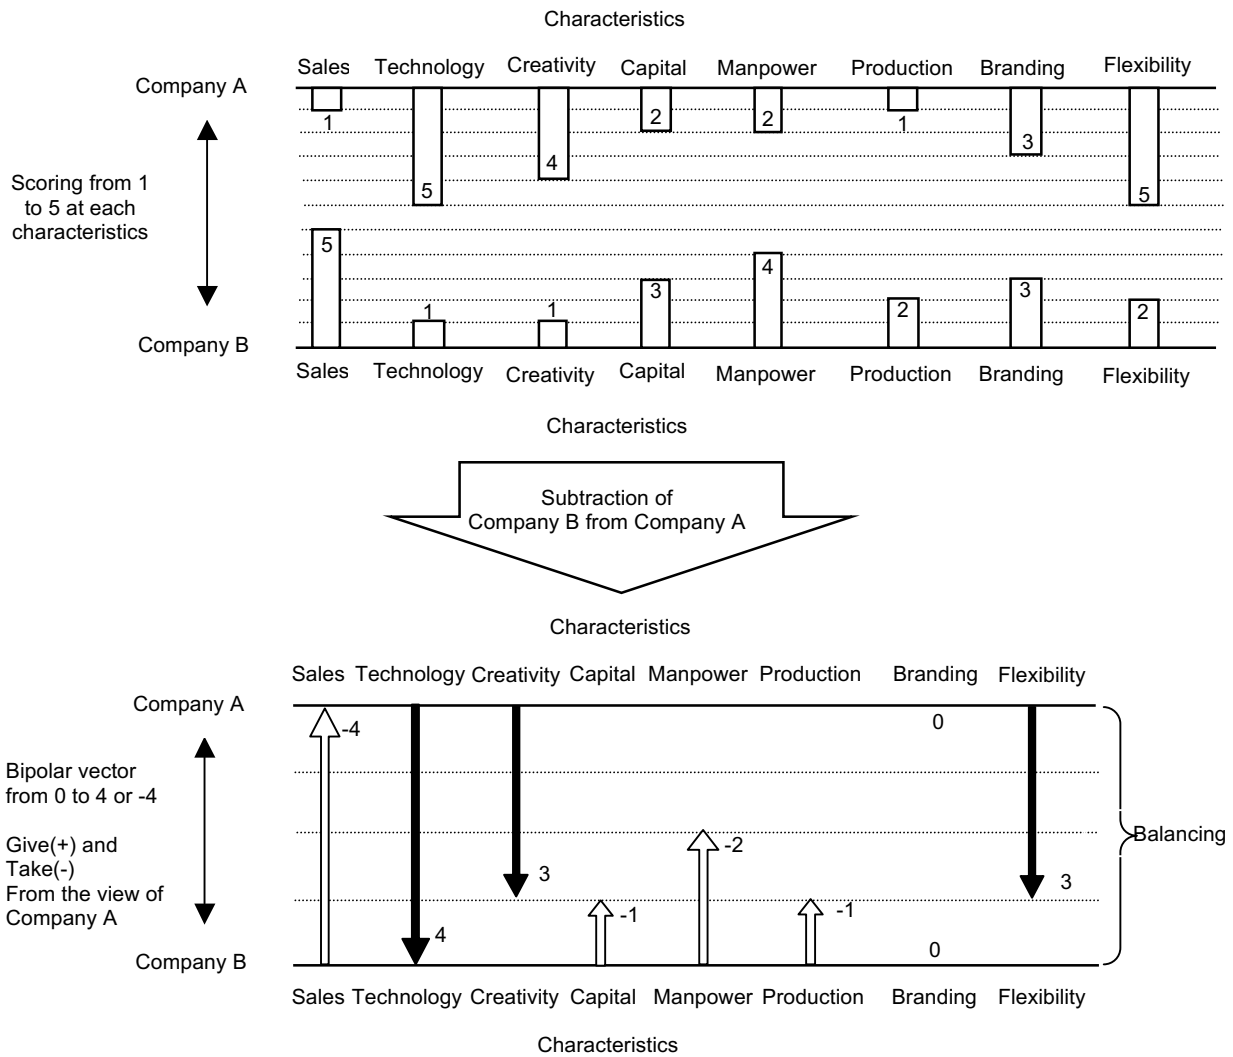 Characteristics
Sales Technology Creativity Capital Manpower Production Branding Flexibility
Company A
1 5 4 2 2 1 3 5
Scoring from 1
to 5 at each
characteristics
5 1 1 3 4 2 3 2
Company B
Sales Technology Creativity Capital Manpower Production Branding Flexibility
Characteristics
Subtraction of
Company B from Company A
Characteristics
Sales Technology Creativity Capital Manpower Production Branding Flexibility
Company A
-4 4 3 -1 -2 -1 0 3
Bipolar vector
from 0 to 4 or -4
Give(+) and
Take(-)
From the view of
Company A
Balancing
0
Company B
Sales Technology Creativity Capital Manpower Production Branding Flexibility
Characteristics